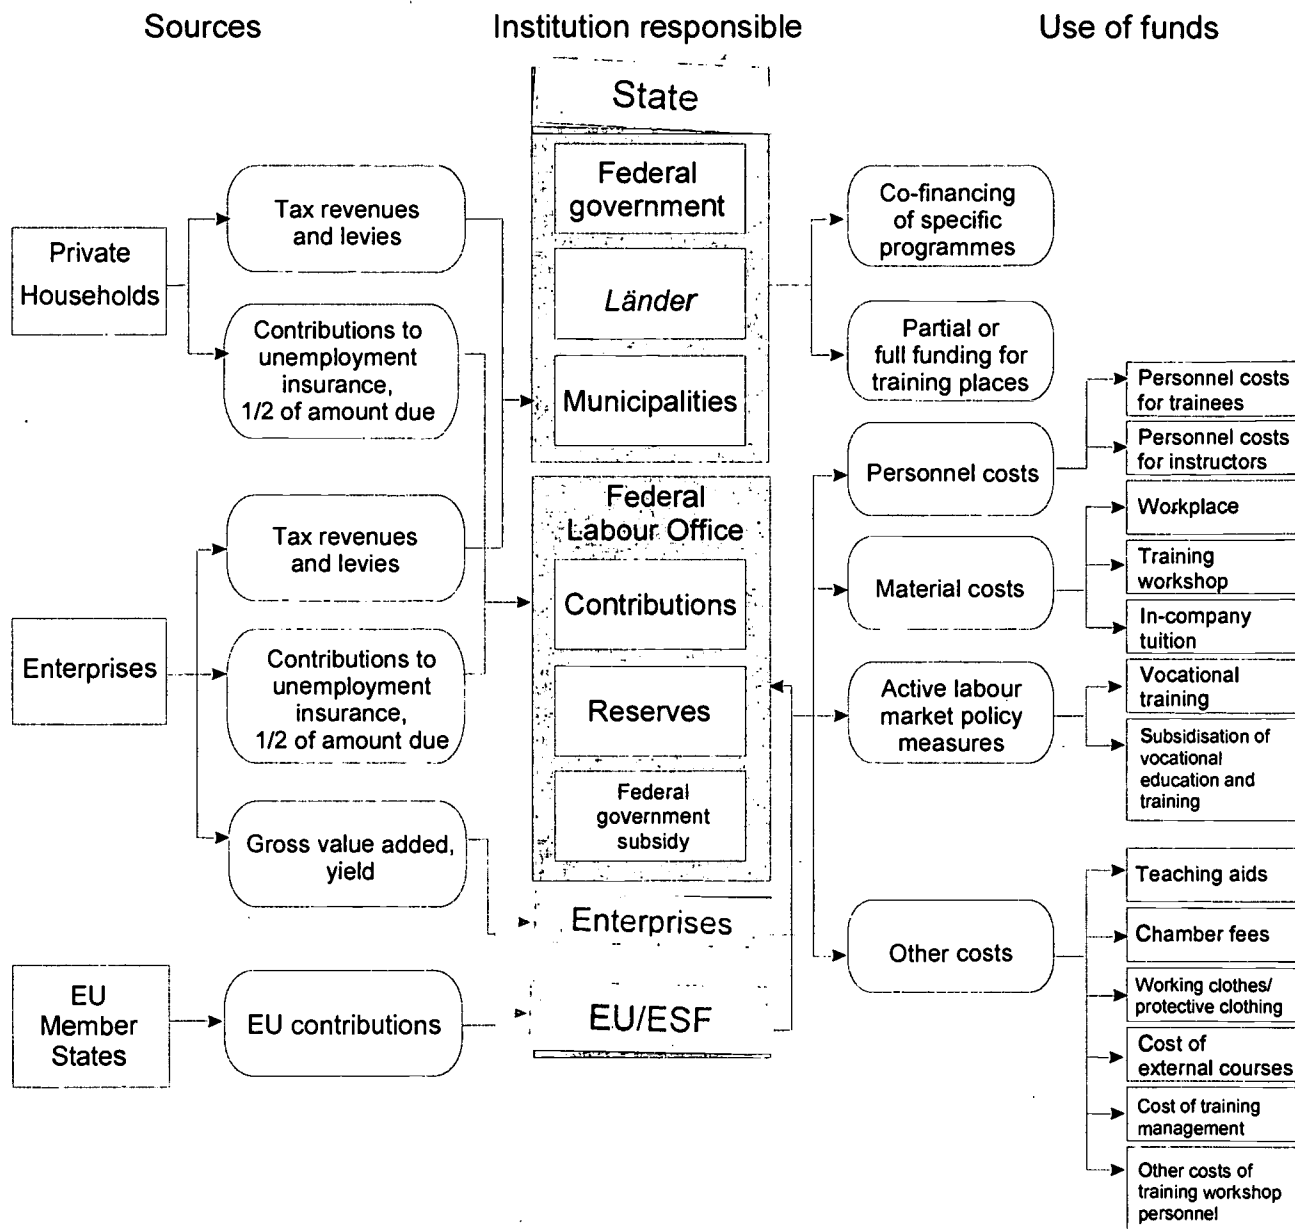 Sources
Institution responsible
Use of funds
Private
Households
Enterprises
EU
Member
States
Tax revenues
and levies
Contributions to
unemployment
insurance,
1/2 of amount due
Tax revenues
and levies
Contributions to
unemployment
insurance,
1/2 of amount due
Gross value added,
yield
EU contributions
State
Federal
government
Länder
Municipalities
Federal
Labour Office
Contributions
Reserves
Federal
government
subsidy
Enterprises
EU/ESF
Co-financing
of specific
programmes
Partial or
full funding for
training places
Personnel costs
Material costs
Active labour
market policy
measures
Other costs
Personnel costs
for trainees
Personnel costs
for instructors
Workplace
Training
workshop
In-company
tuition
Vocational
training
Subsidisation of
vocational
education and
training
Teaching aids
Chamber fees
Working clothes/
protective clothing
Cost of
external courses
Cost of training
management
Other costs of
training workshop
personnel